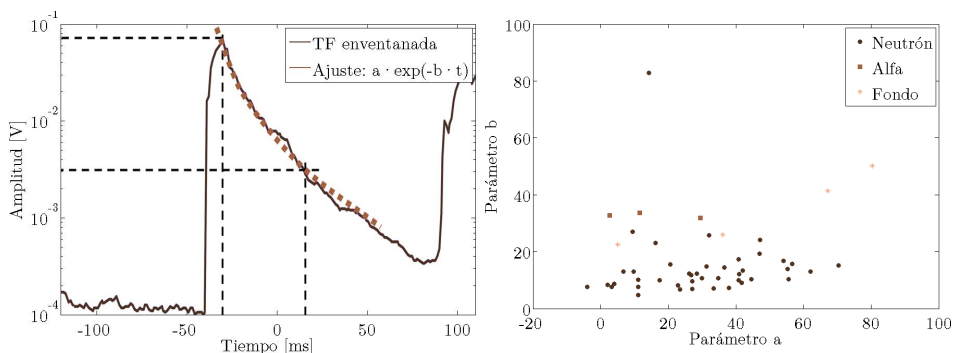 10^-1
10^-2
10^-3
10^-4
Amplitud [V]
-100
-50
0
50
100
Tiempo [ms]
TF enventanada
Ajuste: a · exp(-b · t)
100
80
60
40
20
0
Parámetro b
-20
0
20
40
60
80
100
Parámetro a
Neutrón
Alfa
Fondo